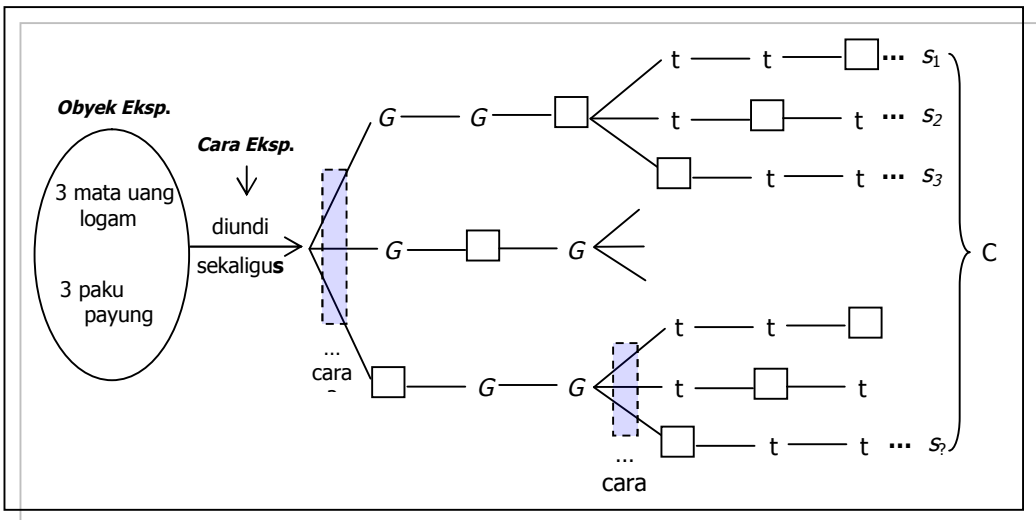 Obyek Eksp.
Cara Eksp.
3 mata uang
logam
3 paku
payung
diundi
sekaligus
...
cara
?
G G
t t ... s1
t t ... s2
t t ... s3
G G
G G
t t
t t
t t ... s?
...
cara
C